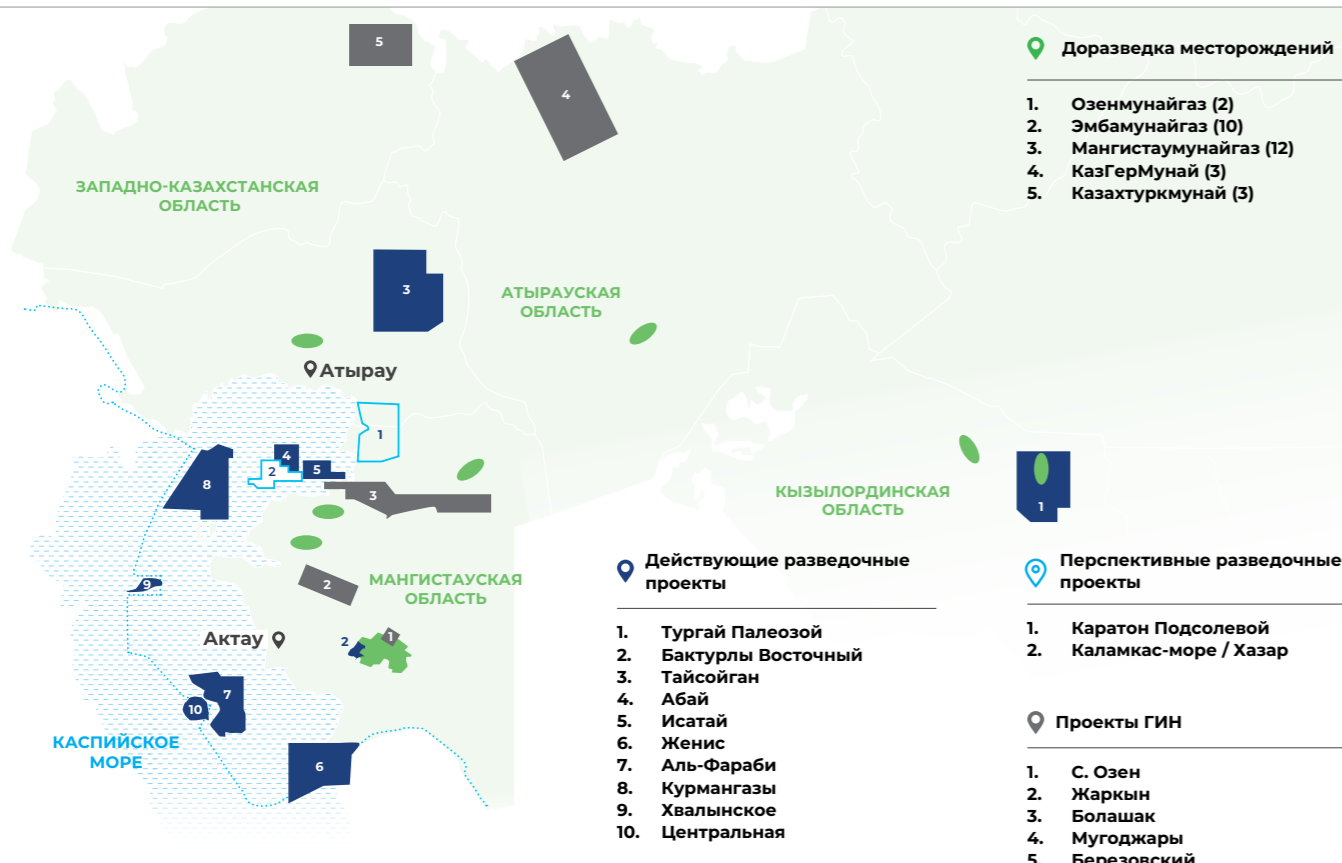 5
4
Доразведка месторождений
1. Озенмунайгаз (2)
2. Эмбамунайгаз (10)
3. Мангистаумунайгаз (12)
4. КазГерМунай (3)
5. Казахтуркмунай (3)
ЗАПАДНО-КАЗАХСТАНСКАЯ
ОБЛАСТЬ
3
АТЫРАУСКАЯ
ОБЛАСТЬ
Атырау
1
4
2
5
8
3
КЫЗЫЛОРДИНСКАЯ
ОБЛАСТЬ
1
9
2
МАНГИСТАУСКАЯ
ОБЛАСТЬ
Актау
2
1
7
10
КАСПИЙСКОЕ
МОРЕ
6
Действующие разведочные
проекты
1. Тургай Палеозой
2. Бактурлы Восточный
3. Тайсойган
4. Абай
5. Исатай
6. Женис
7. Аль-Фараби
8. Курмангазы
9. Хвалынское
10. Центральная
Перспективные разведочные
проекты
1. Каратон Подсолевой
2. Каламкас-море / Хазар
Проекты ГИН
1. С. Озен
2. Жаркын
3. Болашак
4. Мугоджары
5. Березовский